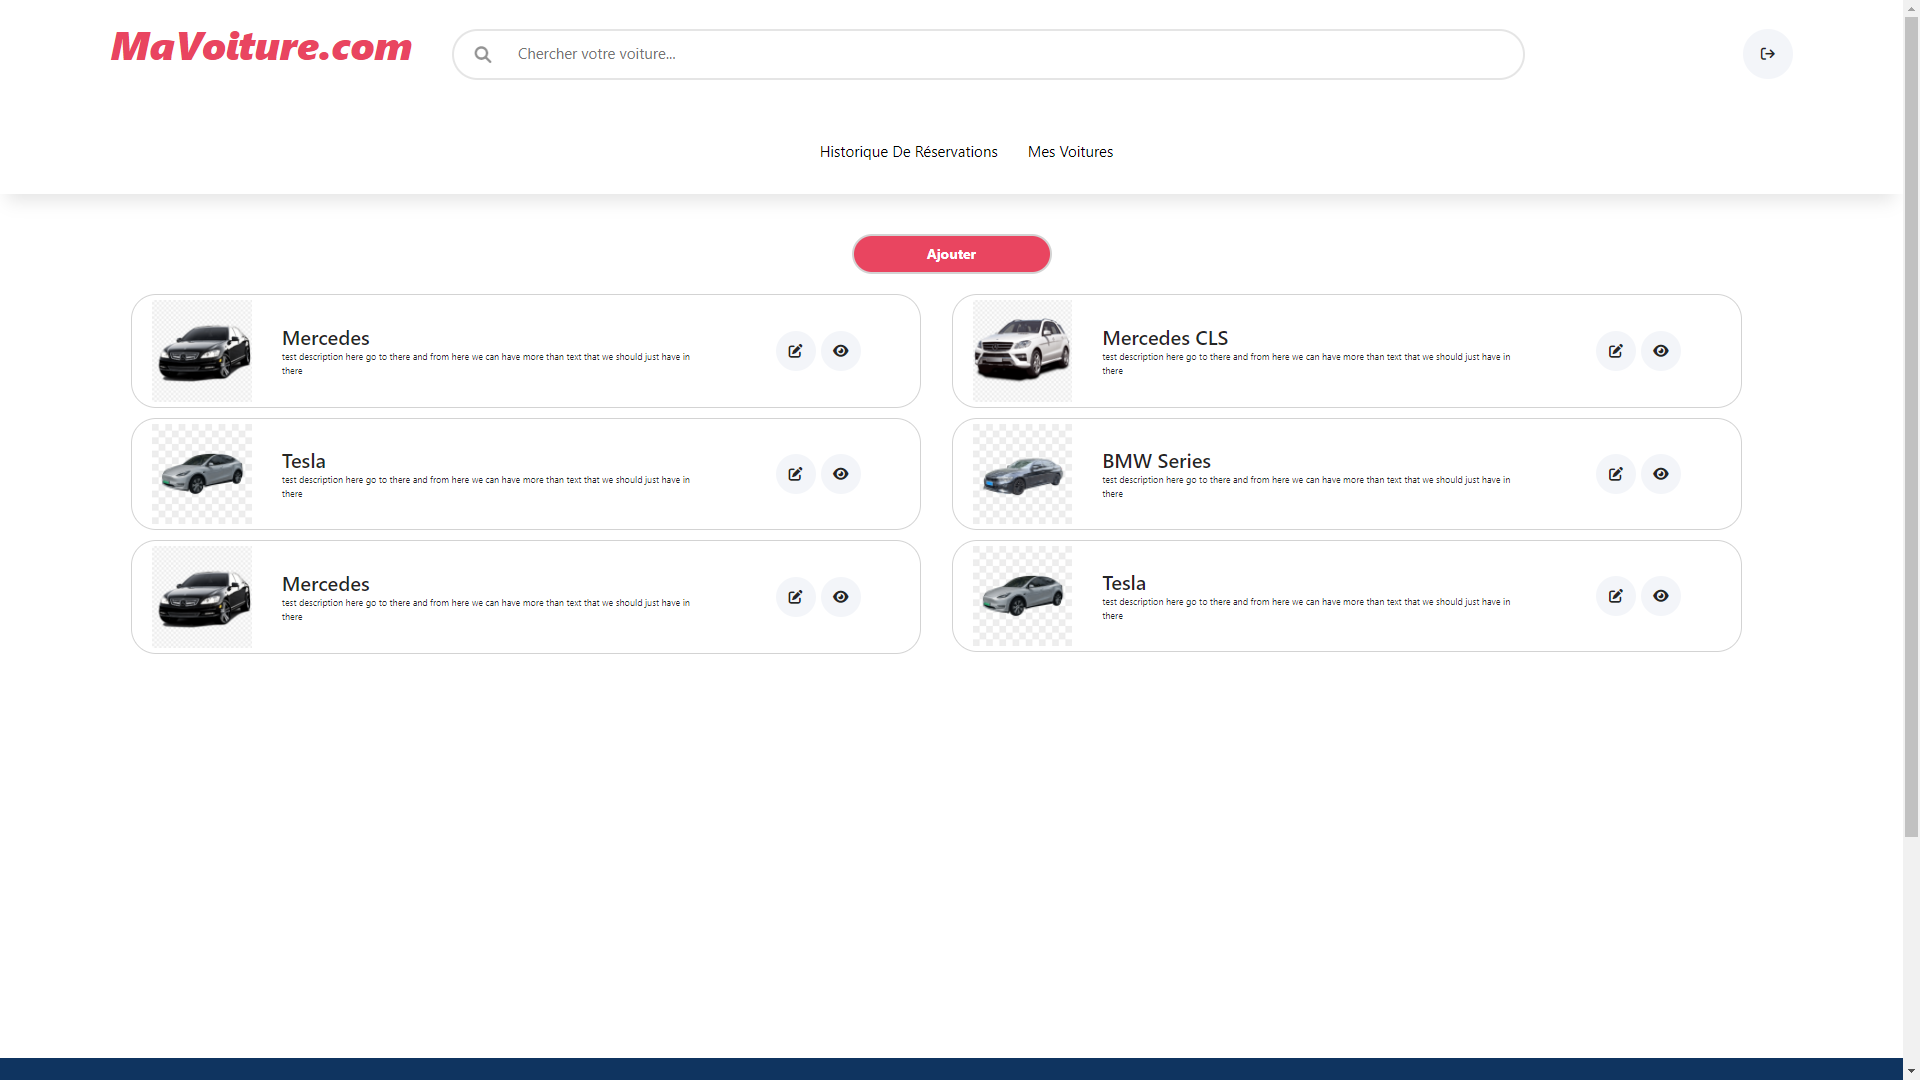 MaVoiture.com
Chercher votre voiture...
Historique De Réservations Mes Voitures
Ajouter
Mercedes
test description here go to there and from here we can have more than text that we should just have in
there
Mercedes CLS
test description here go to there and from here we can have more than text that we should just have in
there
Tesla
test description here go to there and from here we can have more than text that we should just have in
there
BMW Series
test description here go to there and from here we can have more than text that we should just have in
there
Mercedes
test description here go to there and from here we can have more than text that we should just have in
there
Tesla
test description here go to there and from here we can have more than text that we should just have in
there